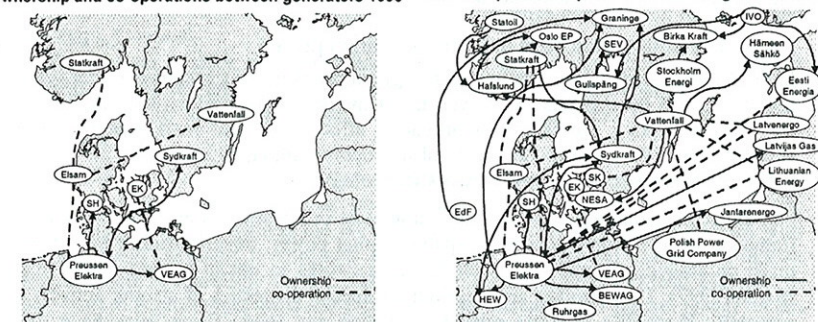 wnership and co-operations between generators
Statkraft
Vattenfall
Sydkraft
Elsam
EK
SH
Preussen
Elektra
VEAG
Ownership
co-operation
Statoil
Graninge
IVO
Oslo EP
SEV
Birka Kraft
Statkraft
Hämeen
Sähkö
Hafslund
Gullspång
Stockholm
Energi
Eesti
Energia
Vattenfall
Latvenergo
Sydkraft
Latvijas Gas
Elsam
SK
EK
Lithuanian
Energy
SH
NESA
EdF
Jantarenergo
Polish Power
Grid Company
Preussen
Elektra
VEAG
BEWAG
HEW
Ruhrgas
Ownership
co-operation